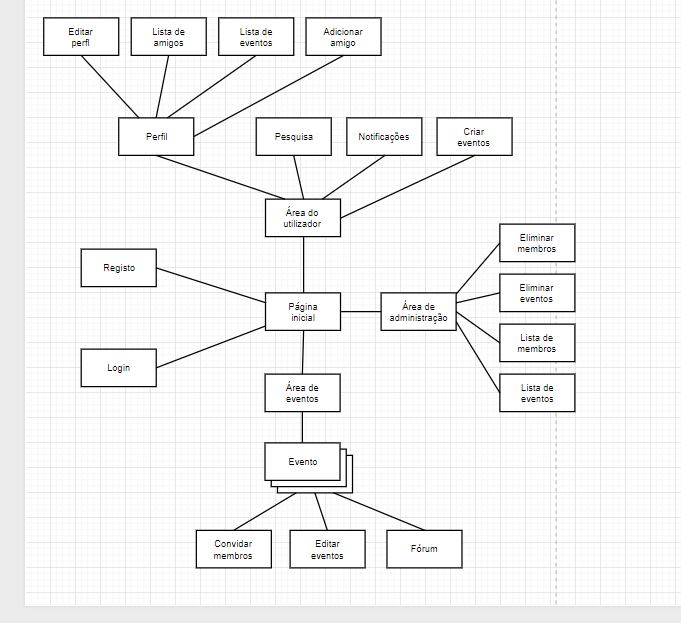 Editar
perfl
Lista de
amigos
Lista de
eventos
Adicionar
amigo
Perfil
Pesquisa
Notificações
Criar
eventos
Área do
utilizador
Eliminar
membros
Registo
Eliminar
eventos
Página
inicial
Área de
administração
Lista de
membros
Login
Área de
eventos
Lista de
eventos
Evento
Convidar
membros
Editar
eventos
Fórum